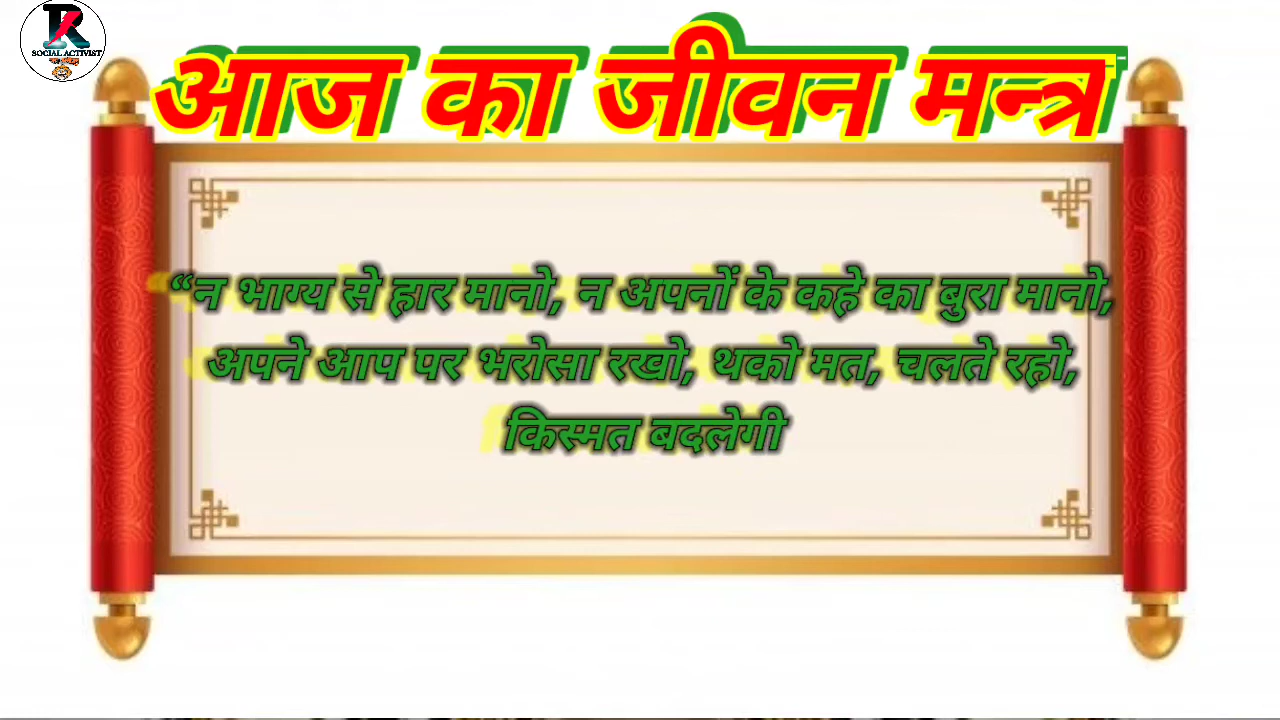 SOCIAL ACTIVIST
आज का जीवन मन्त्र
“न भाग्य से हार मानो, न अपनों के कहे का बुरा मानो,
अपने आप पर भरोसा रखो, थको मत, चलते रहो,
किस्मत बदलेगी